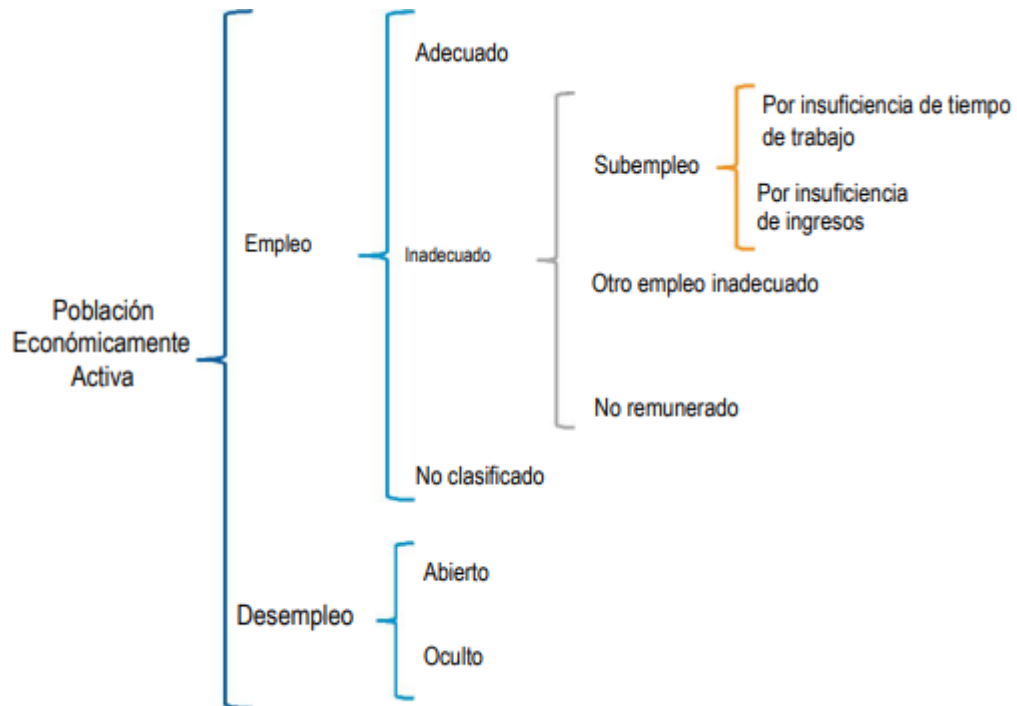 Adecuado
Por insuficiencia de tiempo
de trabajo
Subempleo
Por insuficiencia
de ingresos
Empleo
Inadecuado
Otro empleo inadecuado
Población
Económicamente
Activa
No remunerado
No clasificado
Abierto
Desempleo
Oculto